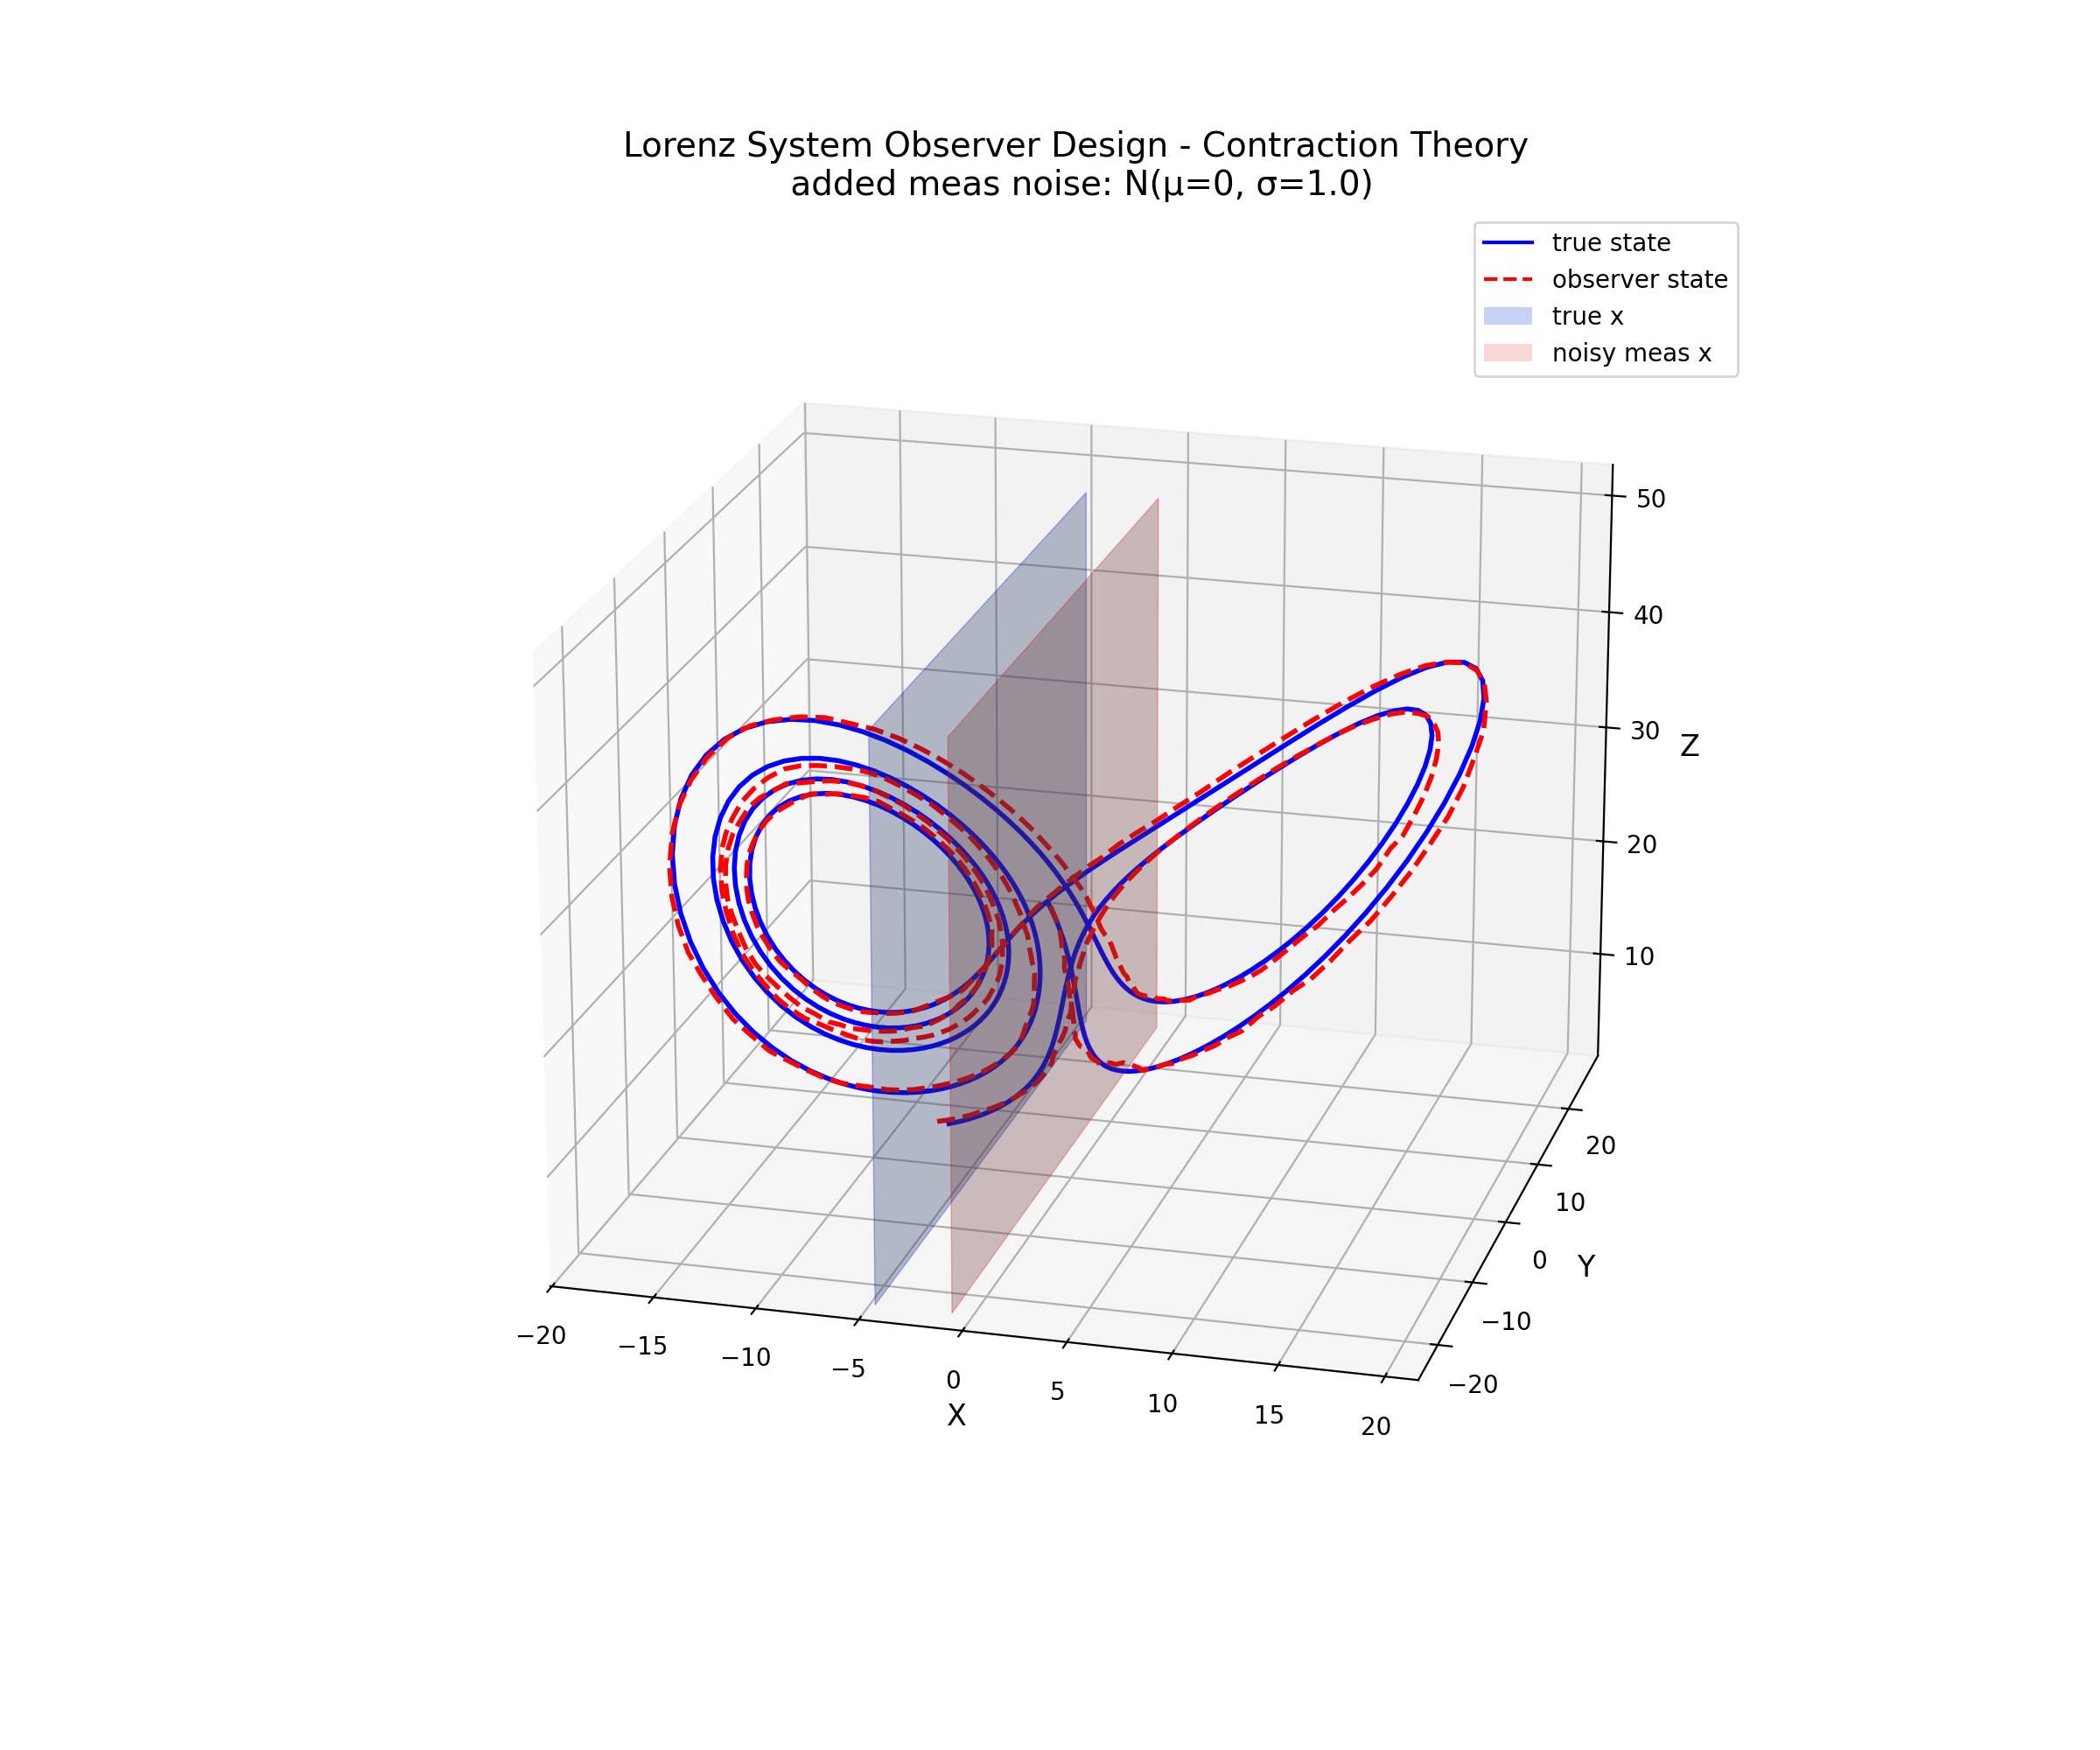 Lorenz System Observer Design - Contraction Theory
added meas noise: N(μ=0, σ=1.0)
true state
observer state
true x
noisy meas x
50
40
30
Z
20
10
20
10
0
Y
−10
−20
−20
−15
−10
−5
0
5
10
15
20
X